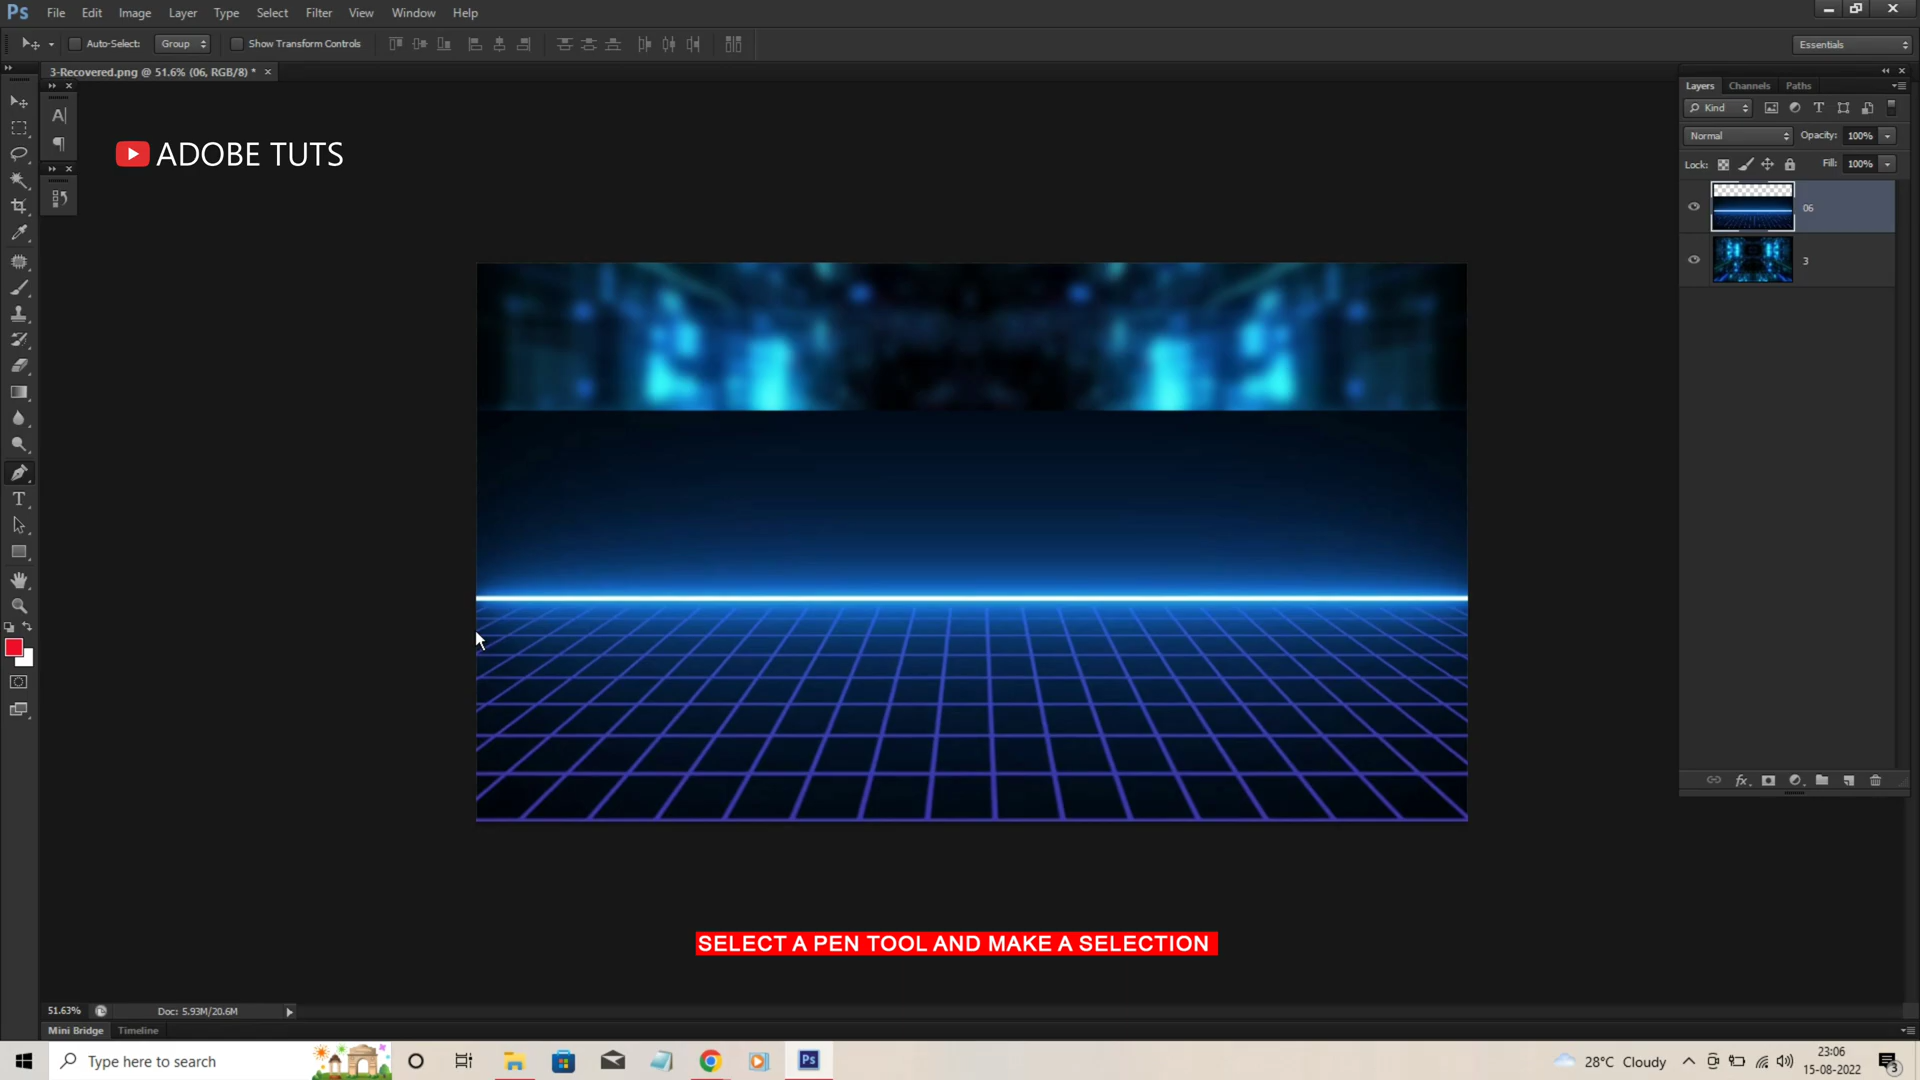 Ps File Edit Image Layer Type Select Filter View Window Help
Auto-Select: Group Show Transform Controls Essentials
3-Recovered.png @ 51.6% (06, RGB/8) * ×
Layers Channels Paths
Kind
Normal Opacity: 100%
Lock: Fill: 100%
06
3
ADOBE TUTS
SELECT A PEN TOOL AND MAKE A SELECTION
51.63% Doc: 5.93M/20.6M
Mini Bridge Timeline
Type here to search Ps 28°C Cloudy 23:06
15-08-2022 3